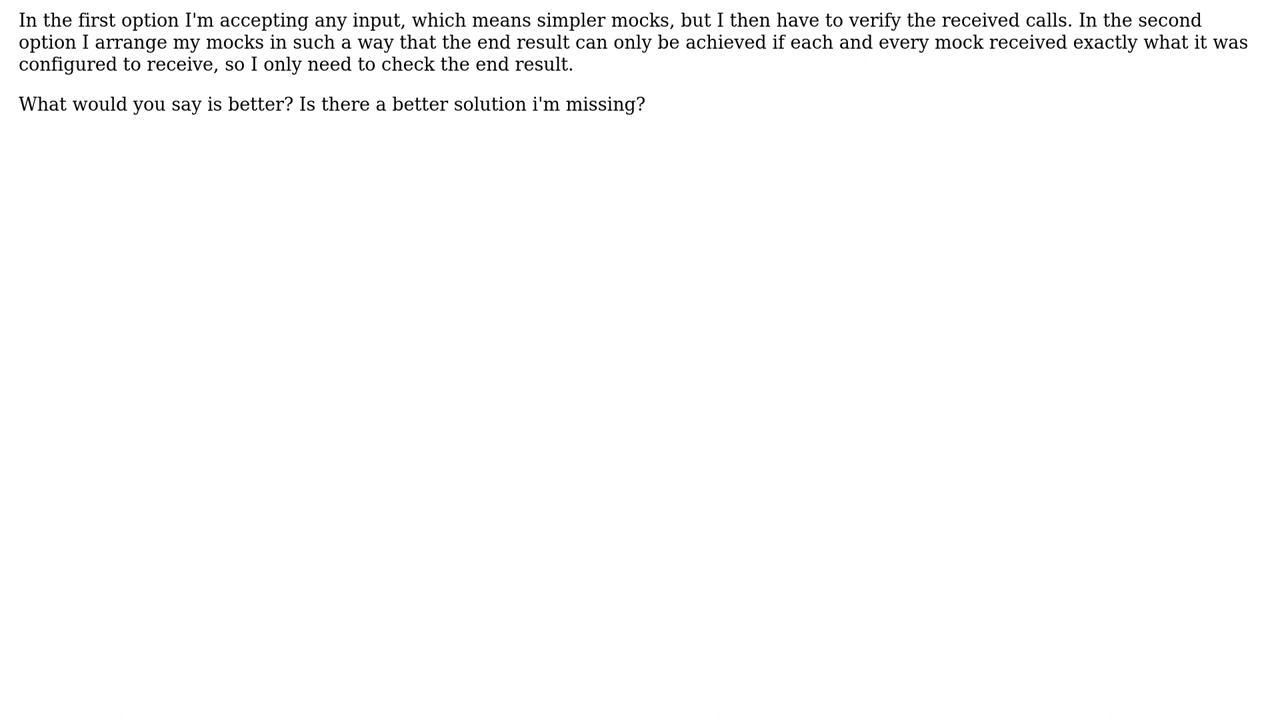 In the first option I'm accepting any input, which means simpler mocks, but I then have to verify the received calls. In the second
option I arrange my mocks in such a way that the end result can only be achieved if each and every mock received exactly what it was
configured to receive, so I only need to check the end result.
What would you say is better? Is there a better solution i'm missing?